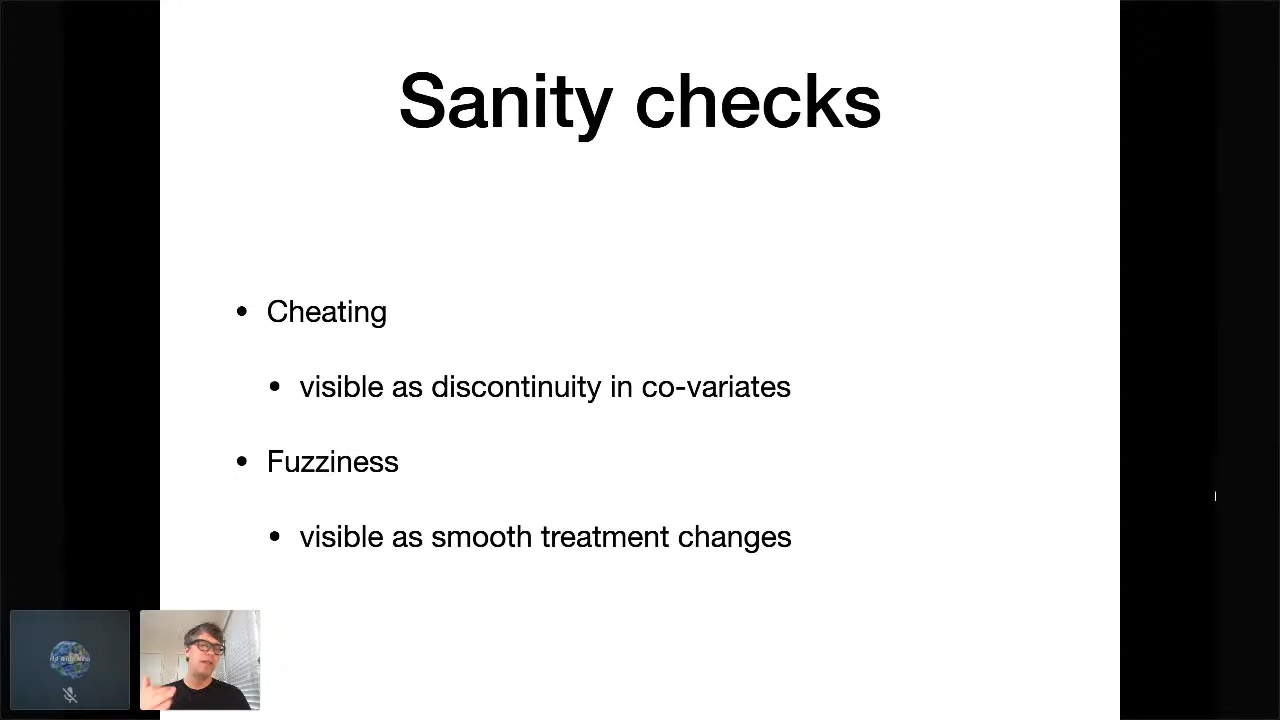 Sanity checks
• Cheating
• visible as discontinuity in co-variates
• Fuzziness
• visible as smooth treatment changes